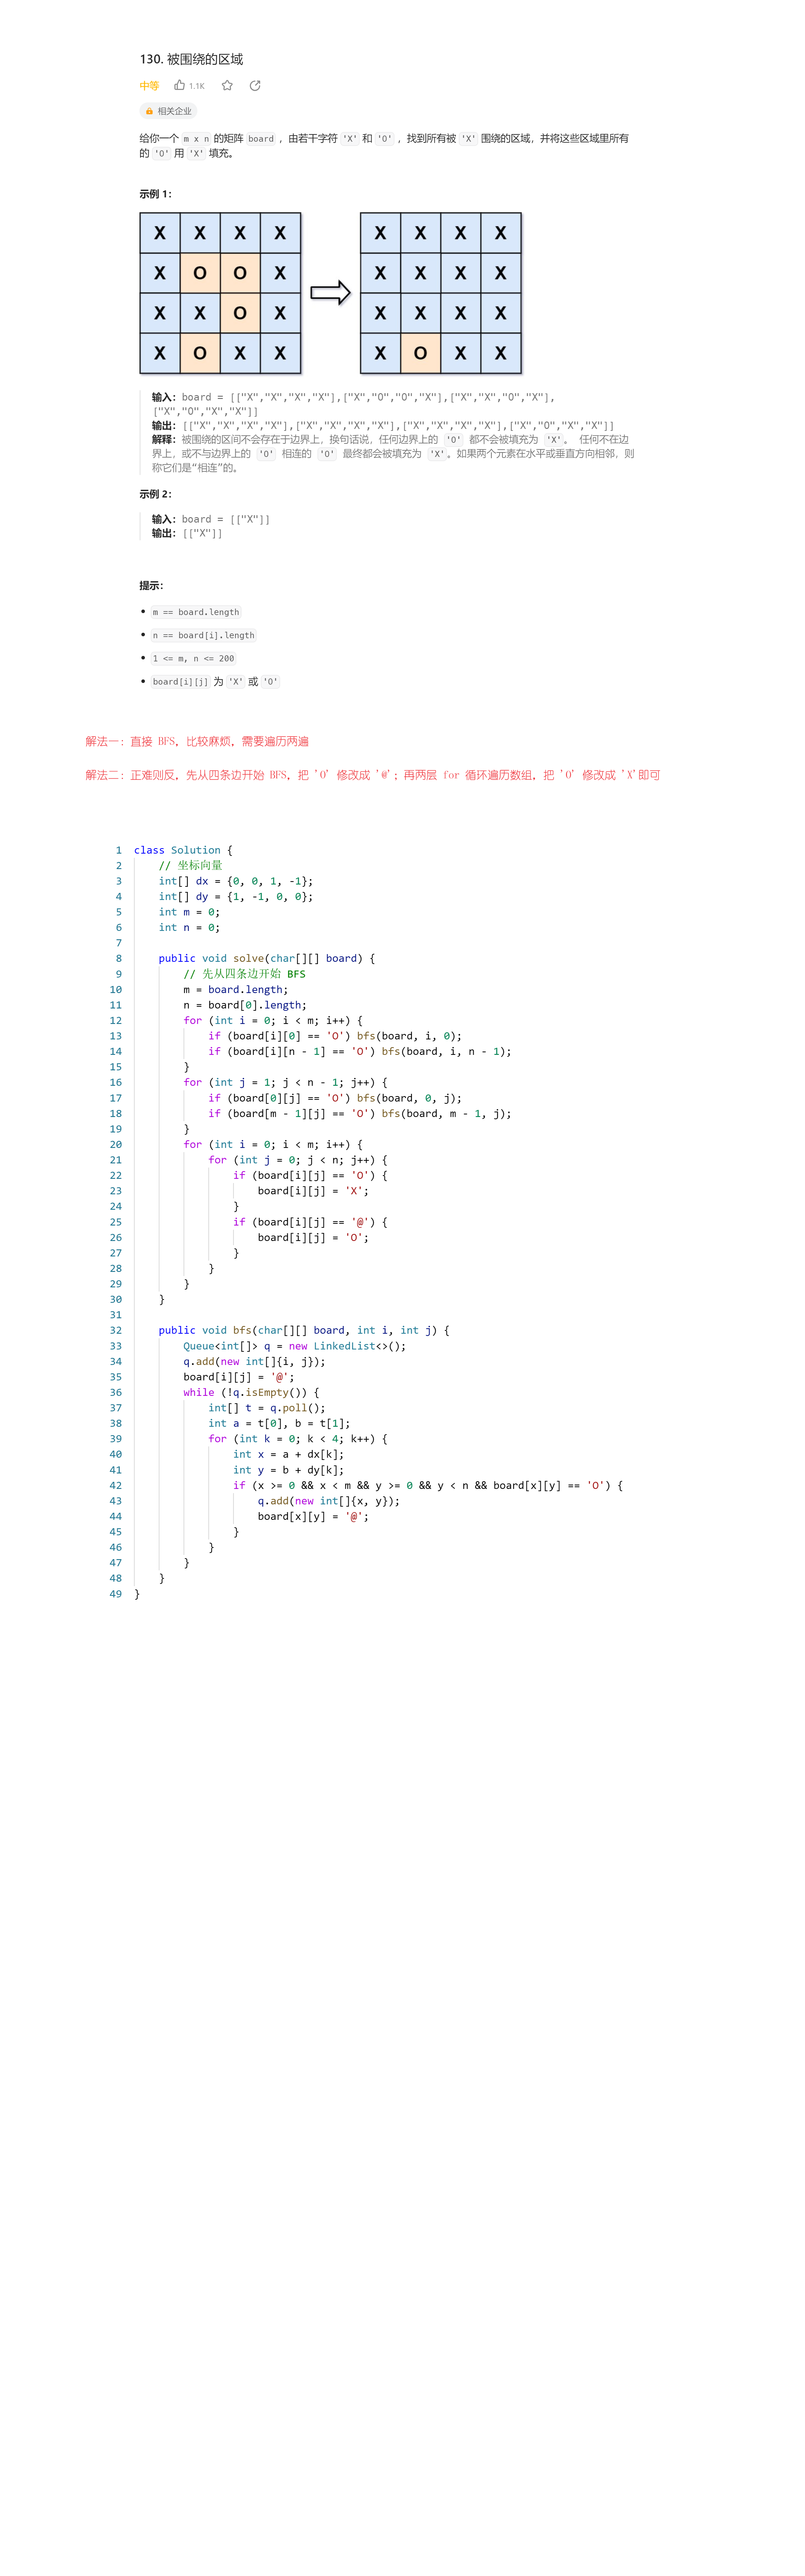 130. 被围绕的区域
中等 1.1K
相关企业
给你一个 m x n 的矩阵 board ，由若干字符 'X' 和 'O' ，找到所有被 'X' 围绕的区域，并将这些区域里所有
的 'O' 用 'X' 填充。
示例 1：
X X X X X X X X
X O O X X X X X
X X O X X X X X
X O X X X O X X
输入：board = [["X","X","X","X"],["X","O","O","X"],["X","X","O","X"],
["X","O","X","X"]]
输出：[["X","X","X","X"],["X","X","X","X"],["X","X","X","X"],["X","O","X","X"]]
解释：被围绕的区间不会存在于边界上，换句话说，任何边界上的 'O' 都不会被填充为 'X'。 任何不在边
界上，或不与边界上的 'O' 相连的 'O' 最终都会被填充为 'X'。如果两个元素在水平或垂直方向相邻，则
称它们是“相连”的。
示例 2：
输入：board = [["X"]]
输出：[["X"]]
提示：
• m == board.length
• n == board[i].length
• 1 <= m, n <= 200
• board[i][j] 为 'X' 或 'O'
解法一：直接 BFS，比较麻烦，需要遍历两遍
解法二：正难则反，先从四条边开始 BFS，把 'O' 修改成 '@'；再两层 for 循环遍历数组，把 'O' 修改成 'X'即可
1 class Solution {
2     // 坐标向量
3     int[] dx = {0, 0, 1, -1};
4     int[] dy = {1, -1, 0, 0};
5     int m = 0;
6     int n = 0;
7
8     public void solve(char[][] board) {
9         // 先从四条边开始 BFS
10         m = board.length;
11         n = board[0].length;
12         for (int i = 0; i < m; i++) {
13             if (board[i][0] == 'O') bfs(board, i, 0);
14             if (board[i][n - 1] == 'O') bfs(board, i, n - 1);
15         }
16         for (int j = 1; j < n - 1; j++) {
17             if (board[0][j] == 'O') bfs(board, 0, j);
18             if (board[m - 1][j] == 'O') bfs(board, m - 1, j);
19         }
20         for (int i = 0; i < m; i++) {
21             for (int j = 0; j < n; j++) {
22                 if (board[i][j] == 'O') {
23                     board[i][j] = 'X';
24                 }
25                 if (board[i][j] == '@') {
26                     board[i][j] = 'O';
27                 }
28             }
29         }
30     }
31
32     public void bfs(char[][] board, int i, int j) {
33         Queue<int[]> q = new LinkedList<>();
34         q.add(new int[]{i, j});
35         board[i][j] = '@';
36         while (!q.isEmpty()) {
37             int[] t = q.poll();
38             int a = t[0], b = t[1];
39             for (int k = 0; k < 4; k++) {
40                 int x = a + dx[k];
41                 int y = b + dy[k];
42                 if (x >= 0 && x < m && y >= 0 && y < n && board[x][y] == 'O') {
43                     q.add(new int[]{x, y});
44                     board[x][y] = '@';
45                 }
46             }
47         }
48     }
49 }